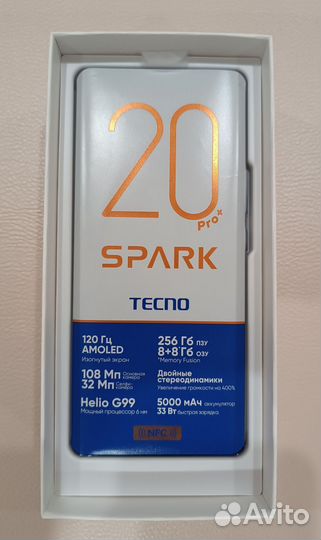 20
Pro+
SPARK
TECNO
120 Гц
AMOLED
Изогнутый экран
256 Гб ПЗУ
8+8 Гб ОЗУ
*Memory Fusion
108 Мп Основная камера
32 Мп Селфи-камера
Двойные
стереодинамики
Увеличение громкости на 400%
Helio G99
Мощный процессор 6 нм
5000 мАч аккумулятор
33 Вт быстрая зарядка
NFC
Avito